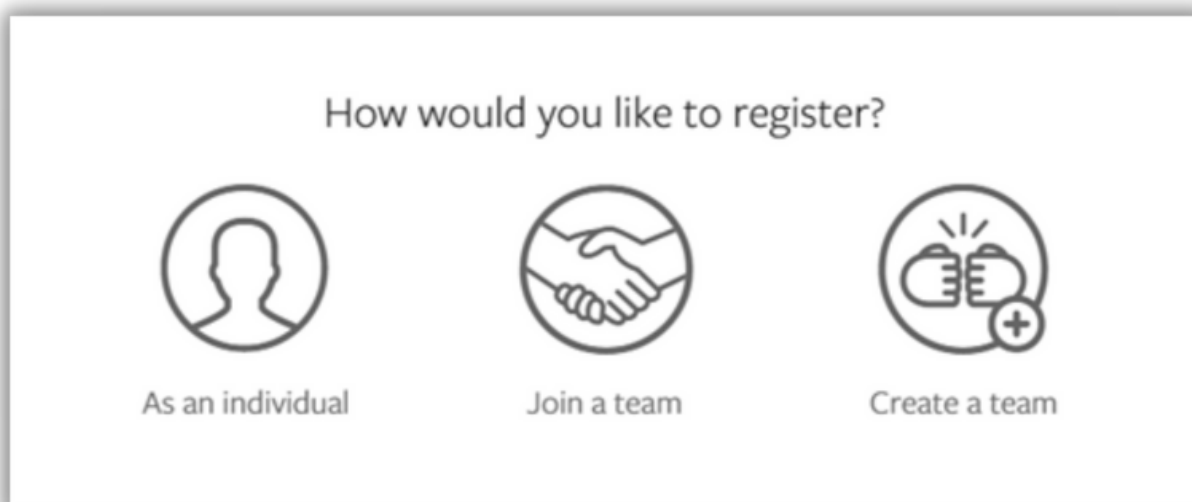 How would you like to register?
As an individual
Join a team
Create a team